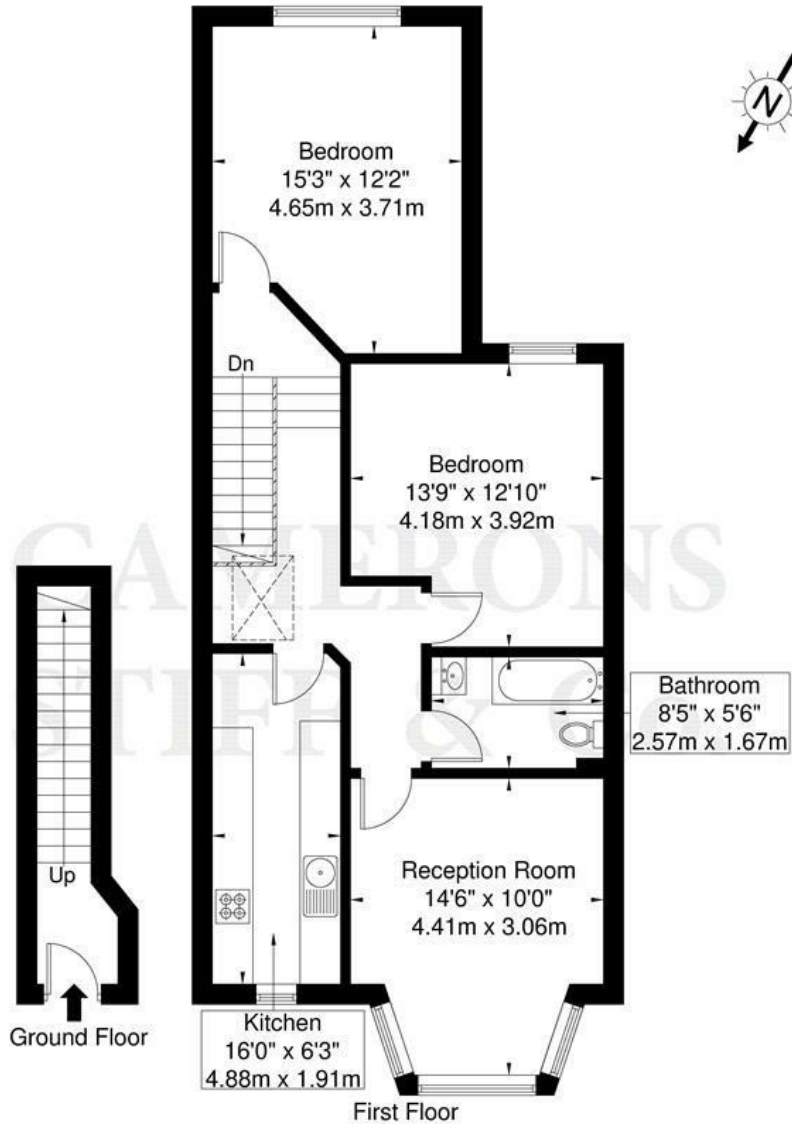 Bedroom
15'3" x 12'2"
4.65m x 3.71m
N
Dn
Bedroom
13'9" x 12'10"
4.18m x 3.92m
CAMERONS
STIFF & Co
Bathroom
8'5" x 5'6"
2.57m x 1.67m
Up
Reception Room
14'6" x 10'0"
4.41m x 3.06m
Ground Floor
Kitchen
16'0" x 6'3"
4.88m x 1.91m
First Floor